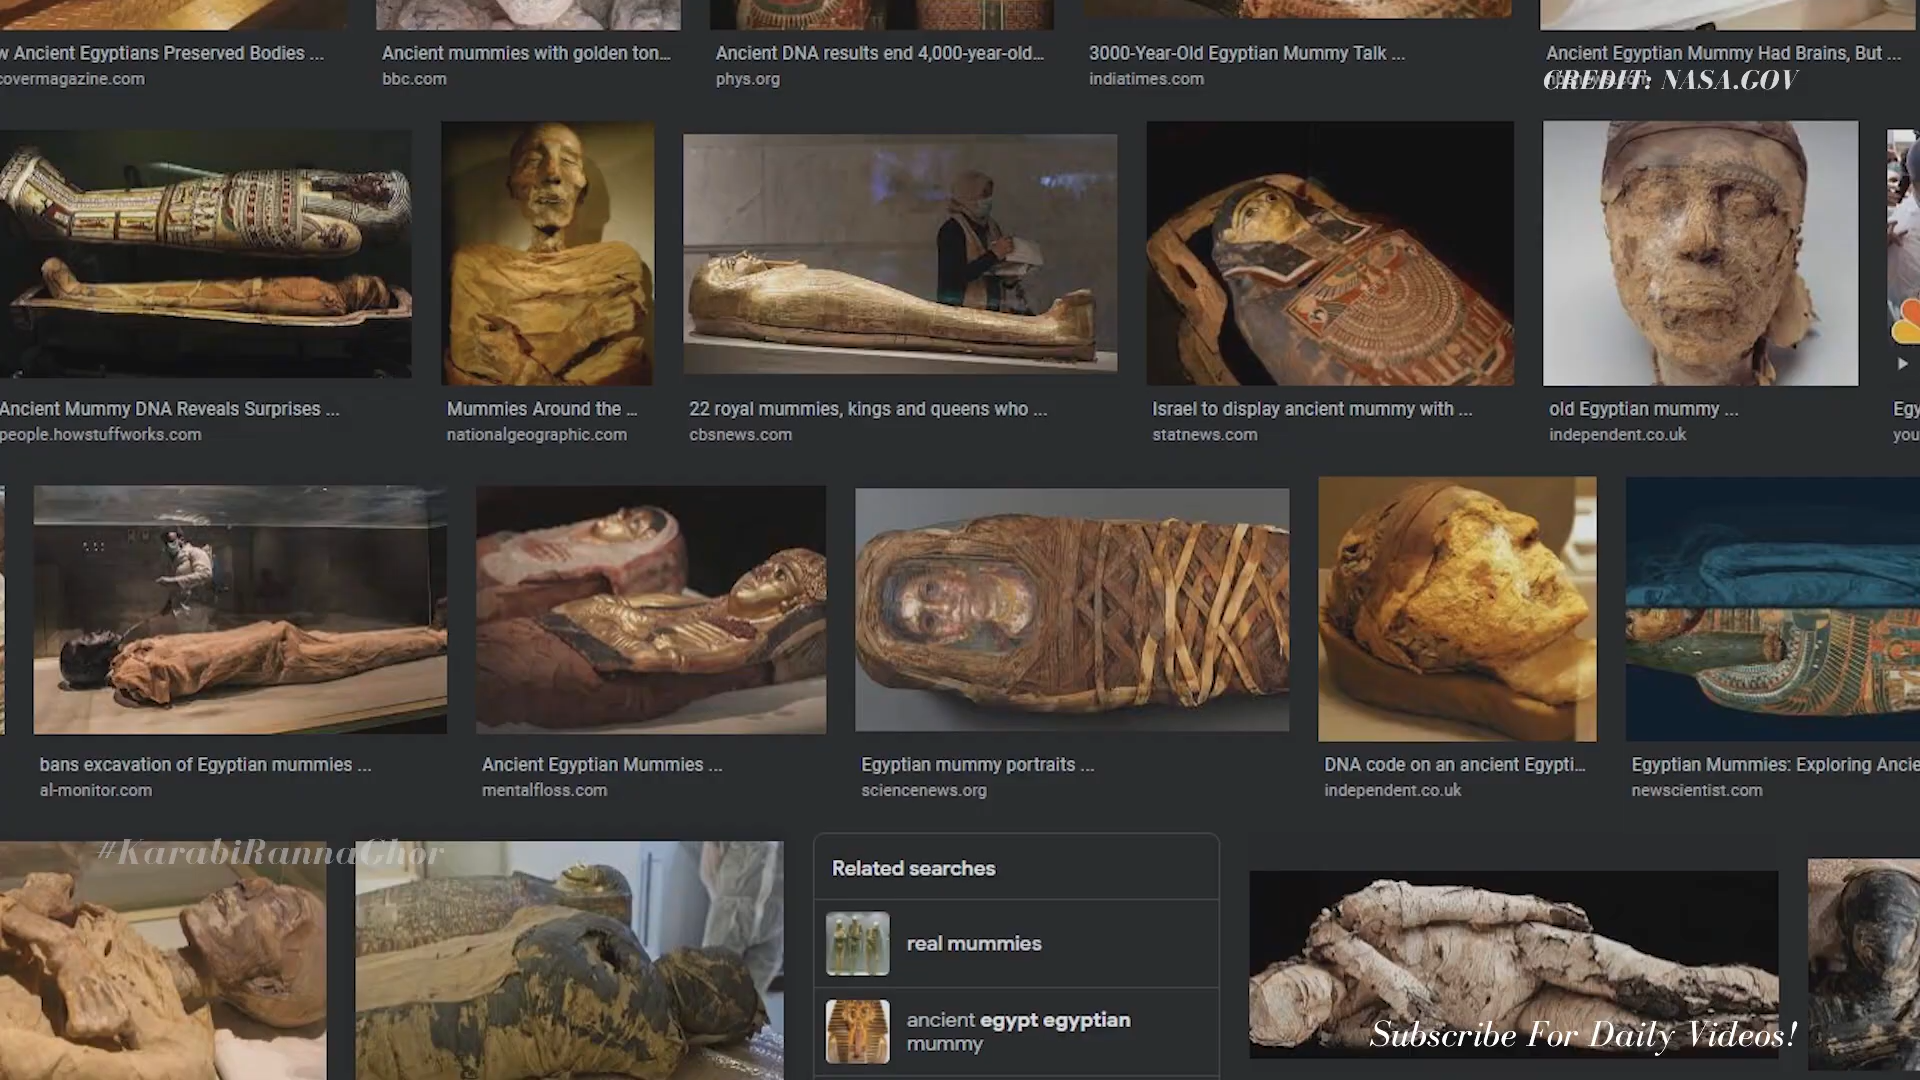 w Ancient Egyptians Preserved Bodies ...
covermagazine.com
Ancient mummies with golden ton...
bbc.com
Ancient DNA results end 4,000-year-old...
phys.org
3000-Year-Old Egyptian Mummy Talk ...
indiatimes.com
Ancient Egyptian Mummy Had Brains, But ...
CREDIT: NASA.GOV
Ancient Mummy DNA Reveals Surprises ...
people.howstuffworks.com
Mummies Around the ...
nationalgeographic.com
22 royal mummies, kings and queens who ...
cbsnews.com
Israel to display ancient mummy with ...
statnews.com
old Egyptian mummy ...
independent.co.uk
Egy
you
bans excavation of Egyptian mummies ...
al-monitor.com
Ancient Egyptian Mummies ...
mentalfloss.com
Egyptian mummy portraits ...
sciencenews.org
DNA code on an ancient Egypti...
independent.co.uk
Egyptian Mummies: Exploring Ancie
newscientist.com
#KarabiRannaGhor
Related searches
real mummies
ancient egypt egyptian
mummy
Subscribe For Daily Videos!